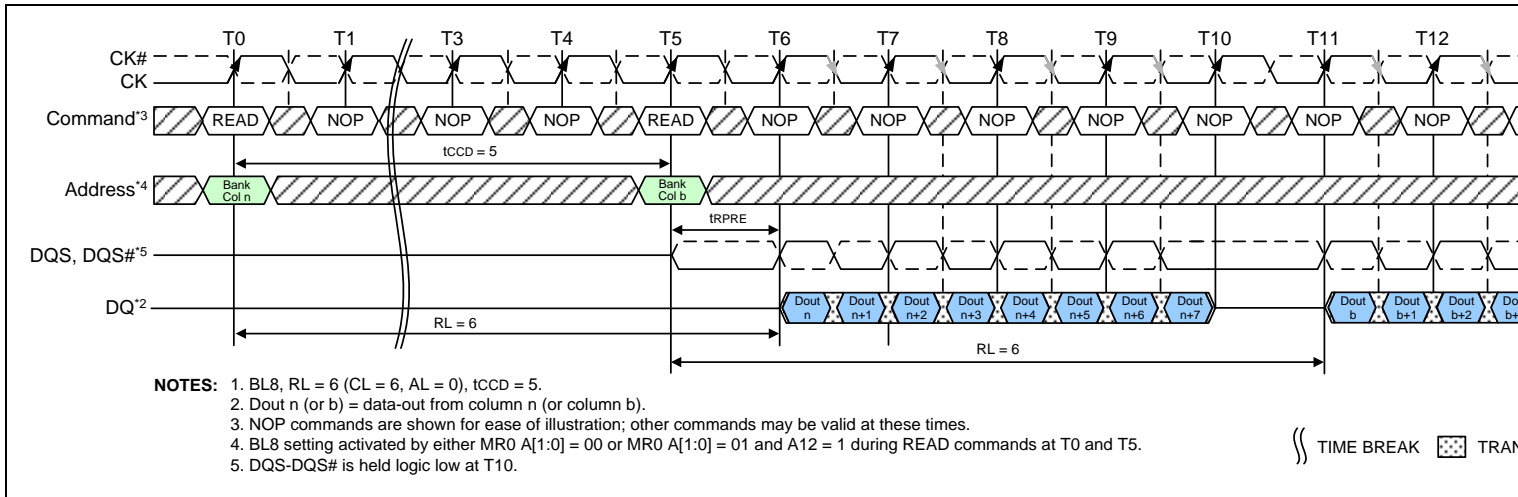 T0 T1 T3 T4 T5 T6 T7 T8 T9 T10 T11 T12
CK#
CK
Command*3 READ NOP NOP NOP READ NOP NOP NOP NOP NOP NOP NOP
tCCD = 5
Address*4 Bank Col n Bank Col b
tRPRE
DQS, DQS#*5
DQ*2 Dout n Dout n+1 Dout n+2 Dout n+3 Dout n+4 Dout n+5 Dout n+6 Dout n+7 Dout b Dout b+1 Dout b+2
RL = 6
RL = 6
NOTES: 1. BL8, RL = 6 (CL = 6, AL = 0), tCCD = 5.
2. Dout n (or b) = data-out from column n (or column b).
3. NOP commands are shown for ease of illustration; other commands may be valid at these times.
4. BL8 setting activated by either MR0 A[1:0] = 00 or MR0 A[1:0] = 01 and A12 = 1 during READ commands at T0 and T5.
5. DQS-DQS# is held logic low at T10.
TIME BREAK TRAN